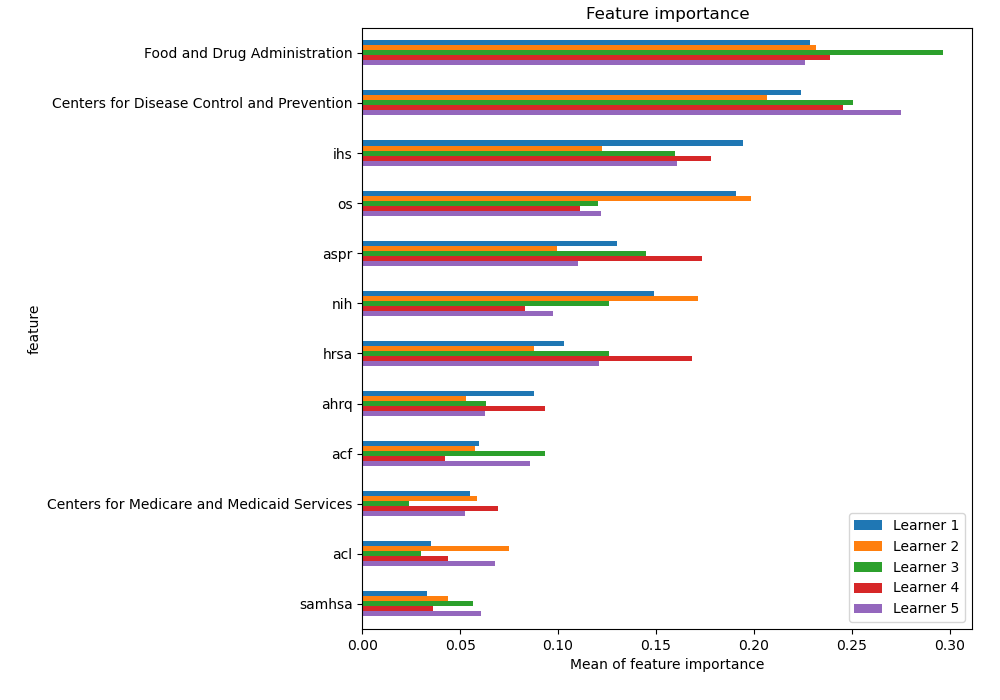 Feature importance
Food and Drug Administration
Centers for Disease Control and Prevention
ihs
os
aspr
nih
hrsa
ahrq
acf
Centers for Medicare and Medicaid Services
acl
samhsa
feature
Learner 1
Learner 2
Learner 3
Learner 4
Learner 5
0.00 0.05 0.10 0.15 0.20 0.25 0.30
Mean of feature importance